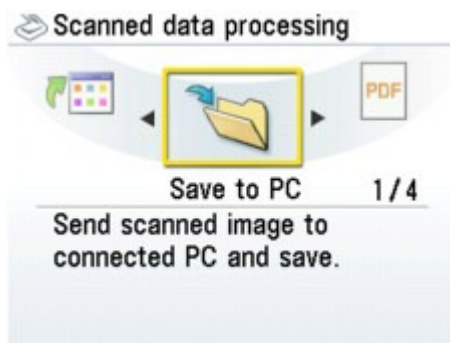 Scanned data processing
PDF
Save to PC 1/4
Send scanned image to
connected PC and save.